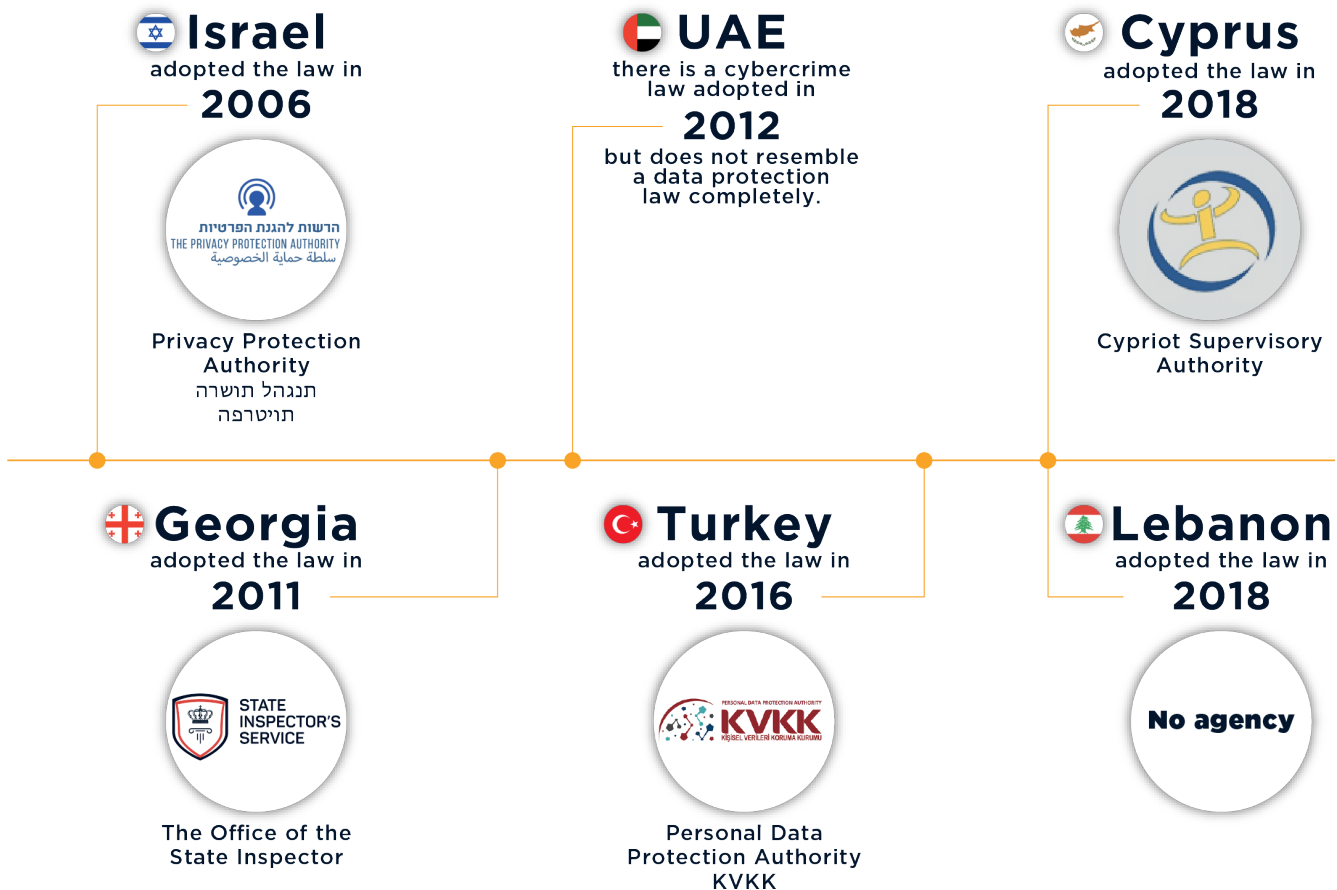 Israel
adopted the law in
2006
הרשות להגנת הפרטיות
THE PRIVACY PROTECTION AUTHORITY
سلطة حماية الخصوصية
Privacy Protection
Authority
תנגהל תושרה
תויטרפה
UAE
there is a cybercrime
law adopted in
2012
but does not resemble
a data protection
law completely.
Cyprus
adopted the law in
2018
Cypriot Supervisory
Authority
Georgia
adopted the law in
2011
STATE
INSPECTOR'S
SERVICE
The Office of the
State Inspector
Turkey
adopted the law in
2016
PERSONAL DATA PROTECTION AUTHORITY
KVKK
KİŞİSEL VERİLERİ KORUMA KURUMU
Personal Data
Protection Authority
KVKK
Lebanon
adopted the law in
2018
No agency